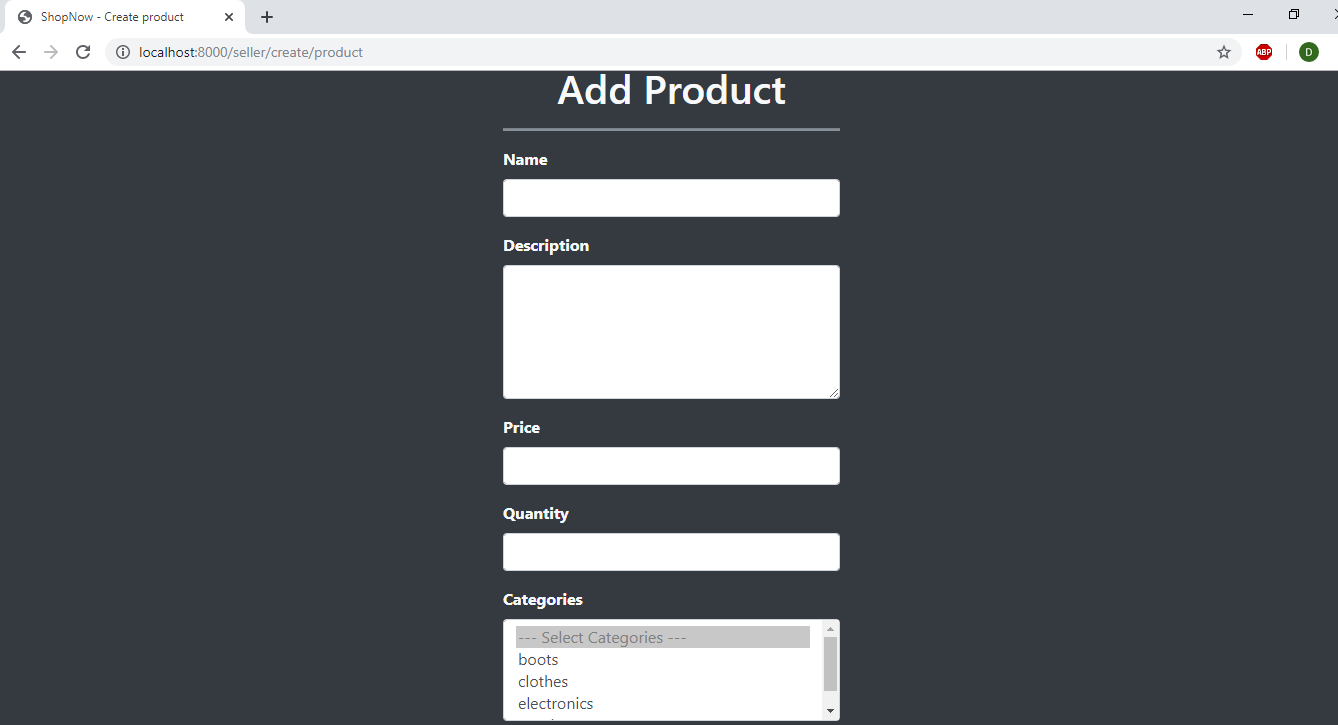 ShopNow - Create product
localhost:8000/seller/create/product
ABP
D
Add Product
Name
Description
Price
Quantity
Categories
--- Select Categories ---
boots
clothes
electronics